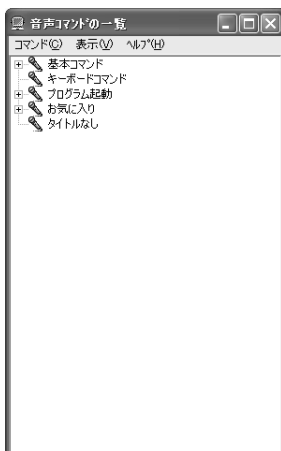 音声ｺﾏﾝﾄﾞの一覧
コマンド(C) 表示(V) ﾍﾙﾌﾟ(H)
基本コマンド
キーボードコマンド
プログラム起動
お気に入り
タイトルなし